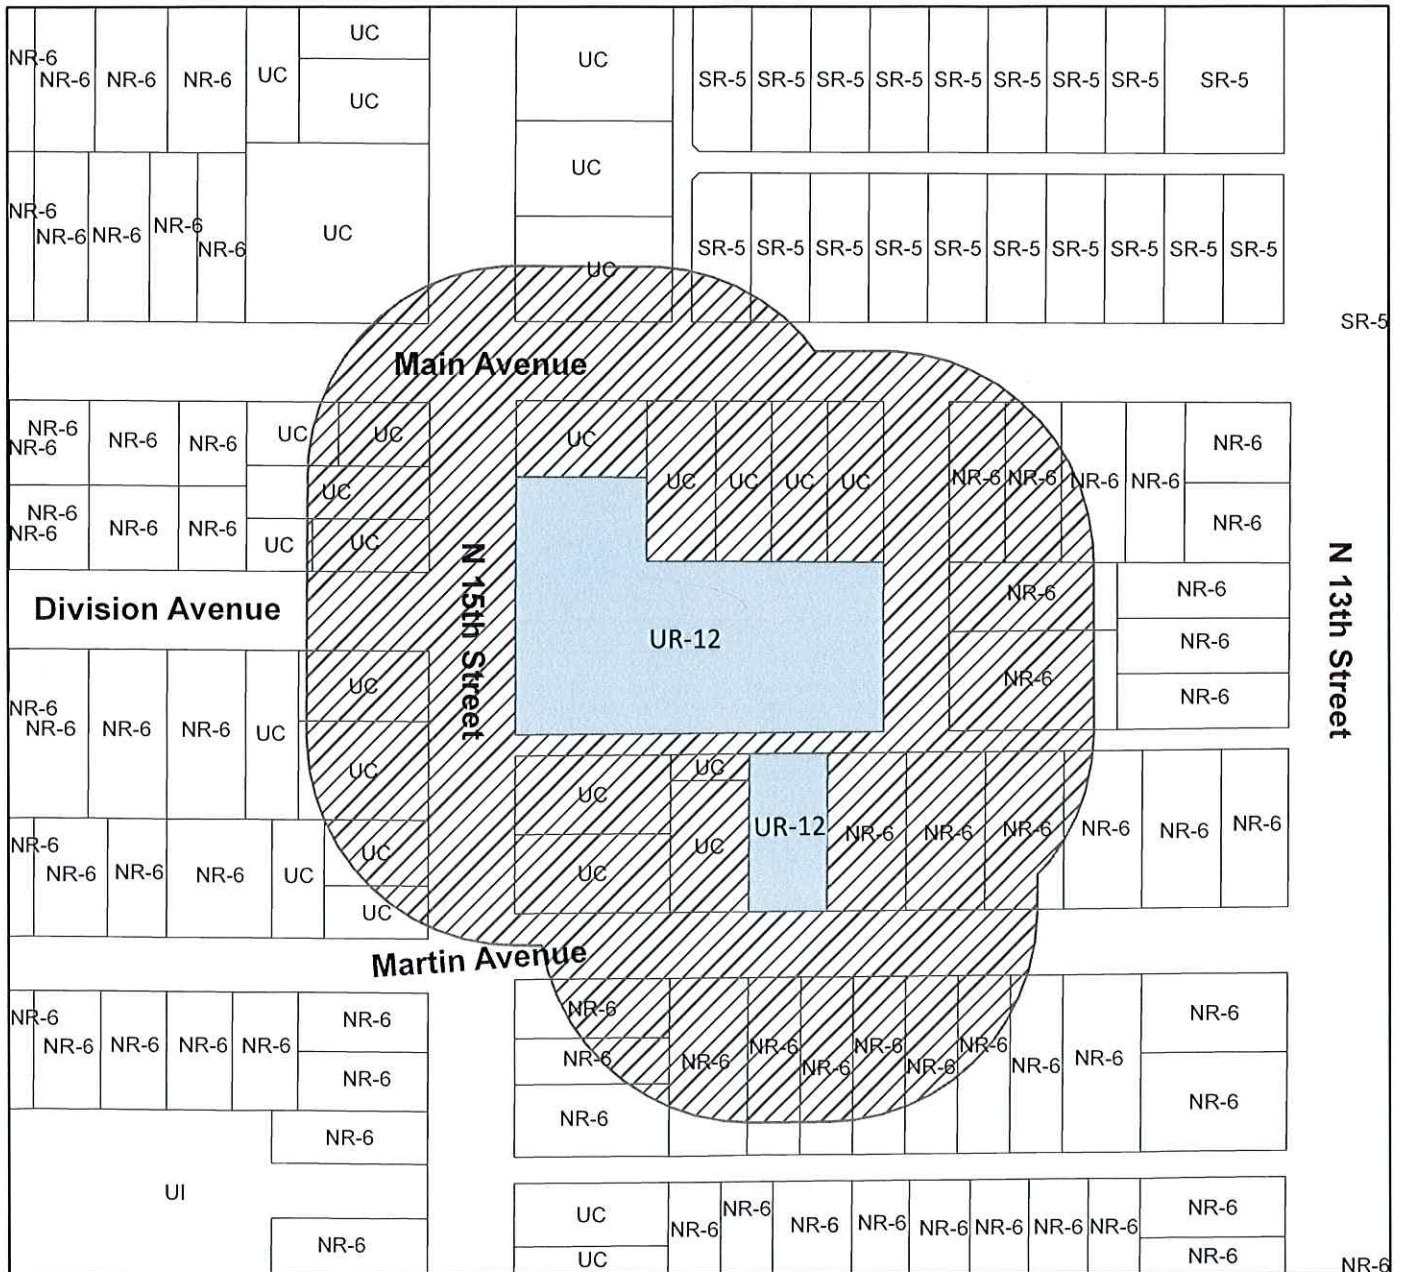 UC
NR-6
NR-6 NR-6 NR-6 UC UC
UC SR-5 SR-5 SR-5 SR-5 SR-5 SR-5 SR-5 SR-5 SR-5
UC
NR-6
NR-6 NR-6 NR-6 NR-6 UC
UC
UC
SR-5 SR-5 SR-5 SR-5 SR-5 SR-5 SR-5 SR-5 SR-5 SR-5
SR-5
Main Avenue
NR-6 NR-6 NR-6 NR-6 UC UC
UC UC UC UC UC
NR-6 NR-6 NR-6 NR-6 NR-6
NR-6
UC
NR-6 NR-6 NR-6 NR-6 UC UC
N 15th Street
N 13th Street
Division Avenue
UR-12
NR-6 NR-6
NR-6
NR-6 NR-6
UC
NR-6
NR-6 NR-6 NR-6 UC
UC
UC UC
UC
UC
UR-12
NR-6 NR-6 NR-6 NR-6 NR-6 NR-6
NR-6
NR-6 NR-6 NR-6 UC UC
UC
UC
Martin Avenue
NR-6
NR-6 NR-6 NR-6 NR-6 NR-6
NR-6
NR-6
NR-6
NR-6
NR-6 NR-6 NR-6 NR-6 NR-6 NR-6 NR-6 NR-6
NR-6
NR-6
NR-6
UI
NR-6
UC
UC
NR-6 NR-6 NR-6 NR-6 NR-6 NR-6 NR-6 NR-6
NR-6
NR-6
NR-6